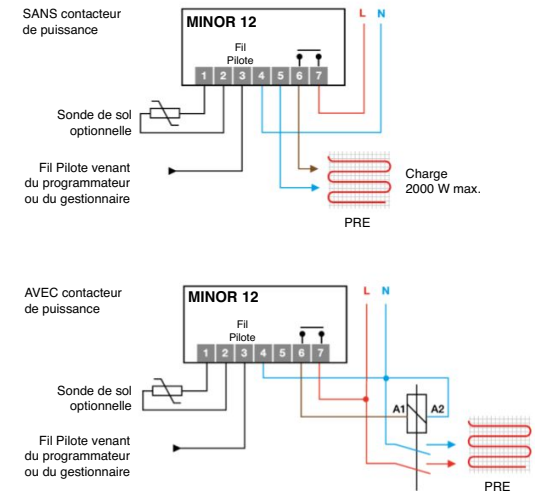 SANS contacteur
de puissance
MINOR 12
L N
Fil
Pilote
1 2 3 4 5 6 7
Sonde de sol
optionnelle
Fil Pilote venant
du programmateur
ou du gestionnaire
Charge
2000 W max.
PRE
AVEC contacteur
de puissance
MINOR 12
L N
Fil
Pilote
1 2 3 4 5 6 7
Sonde de sol
optionnelle
A1 A2
Fil Pilote venant
du programmateur
ou du gestionnaire
PRE